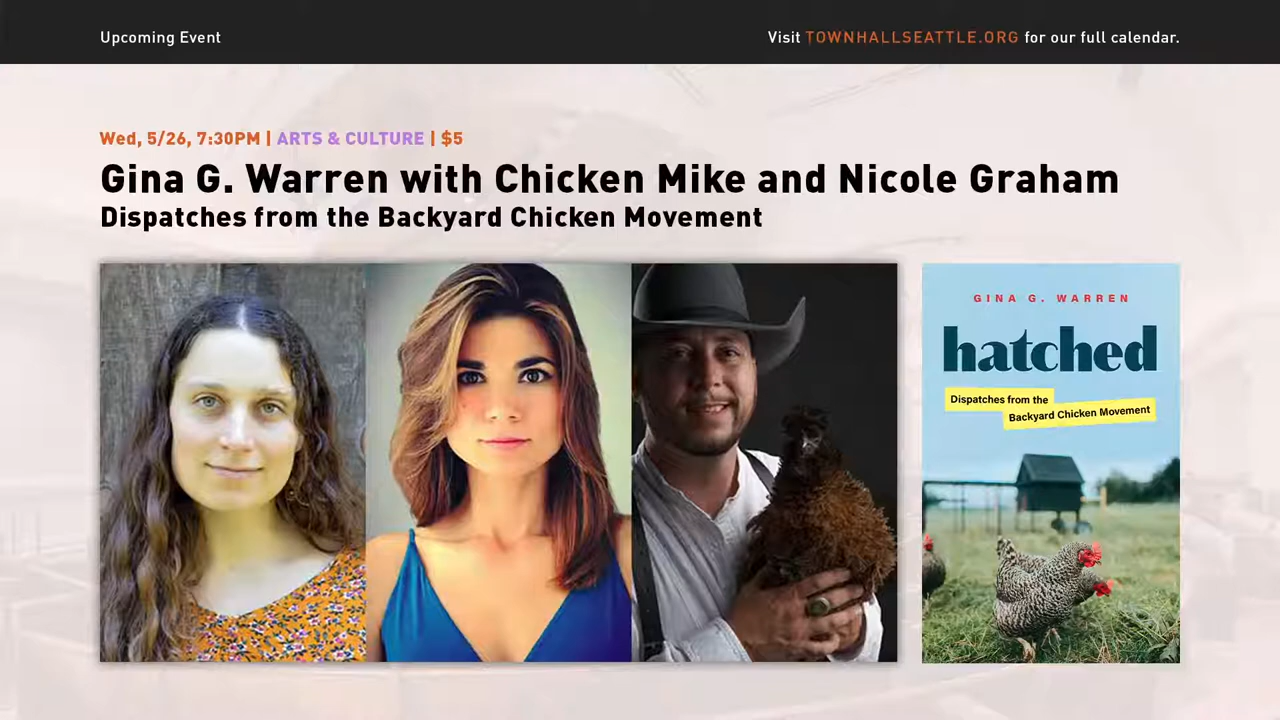 Upcoming Event
Visit TOWNHALLSEATTLE.ORG for our full calendar.
Wed, 5/26, 7:30PM | ARTS & CULTURE | $5
Gina G. Warren with Chicken Mike and Nicole Graham
Dispatches from the Backyard Chicken Movement
GINA G. WARREN
hatched
Dispatches from the
Backyard Chicken Movement